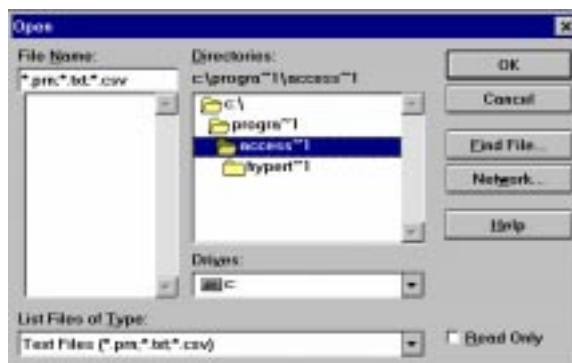 Open
File Name:
*.prn;*.txt;*.csv
Directories:
c:\progra~1\access~1
c:\
progra~1
access~1
hypert~1
OK
Cancel
Find File...
Network...
Help
Drives:
c:
List Files of Type:
Text Files (*.prn;*.txt;*.csv)
Read Only